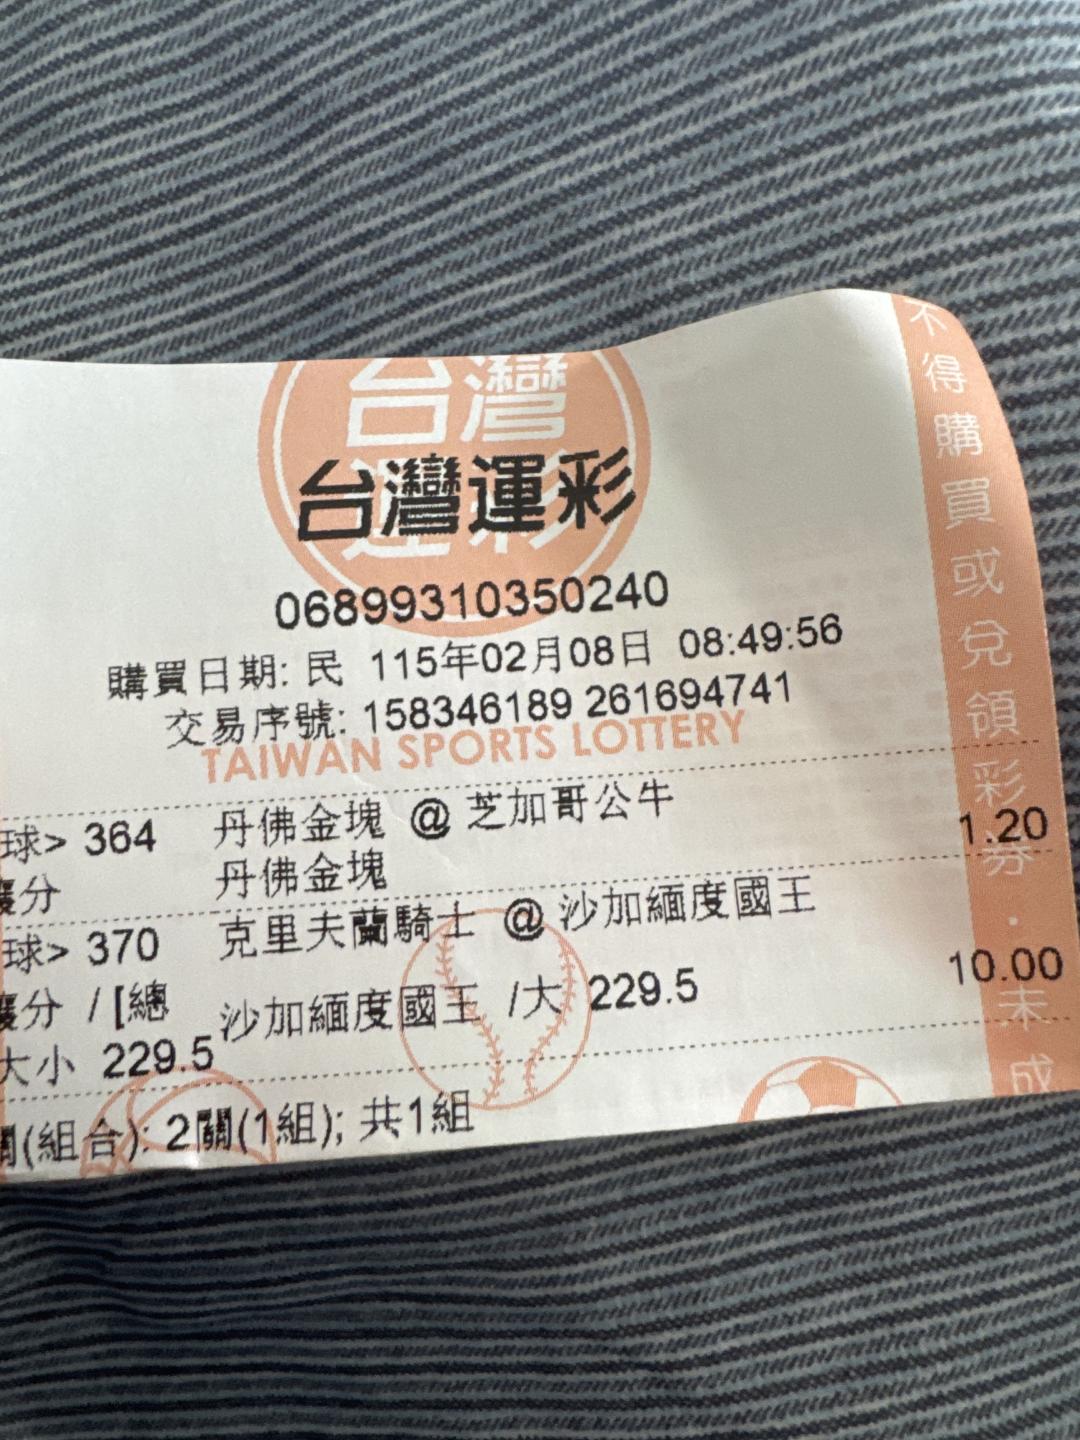 台灣
運彩
台灣運彩
06899310350240
購買日期: 民 115年02月08日 08:49:56
交易序號: 158346189 261694741
TAIWAN SPORTS LOTTERY
球> 364 丹佛金塊 @ 芝加哥公牛 1.20
讓分 丹佛金塊
球> 370 克里夫蘭騎士 @ 沙加緬度國王
讓分 / [總 沙加緬度國王 /大 229.5 10.00
大小 229.5
關(組合): 2關(1組); 共1組
不得購買或兌領彩券.未成